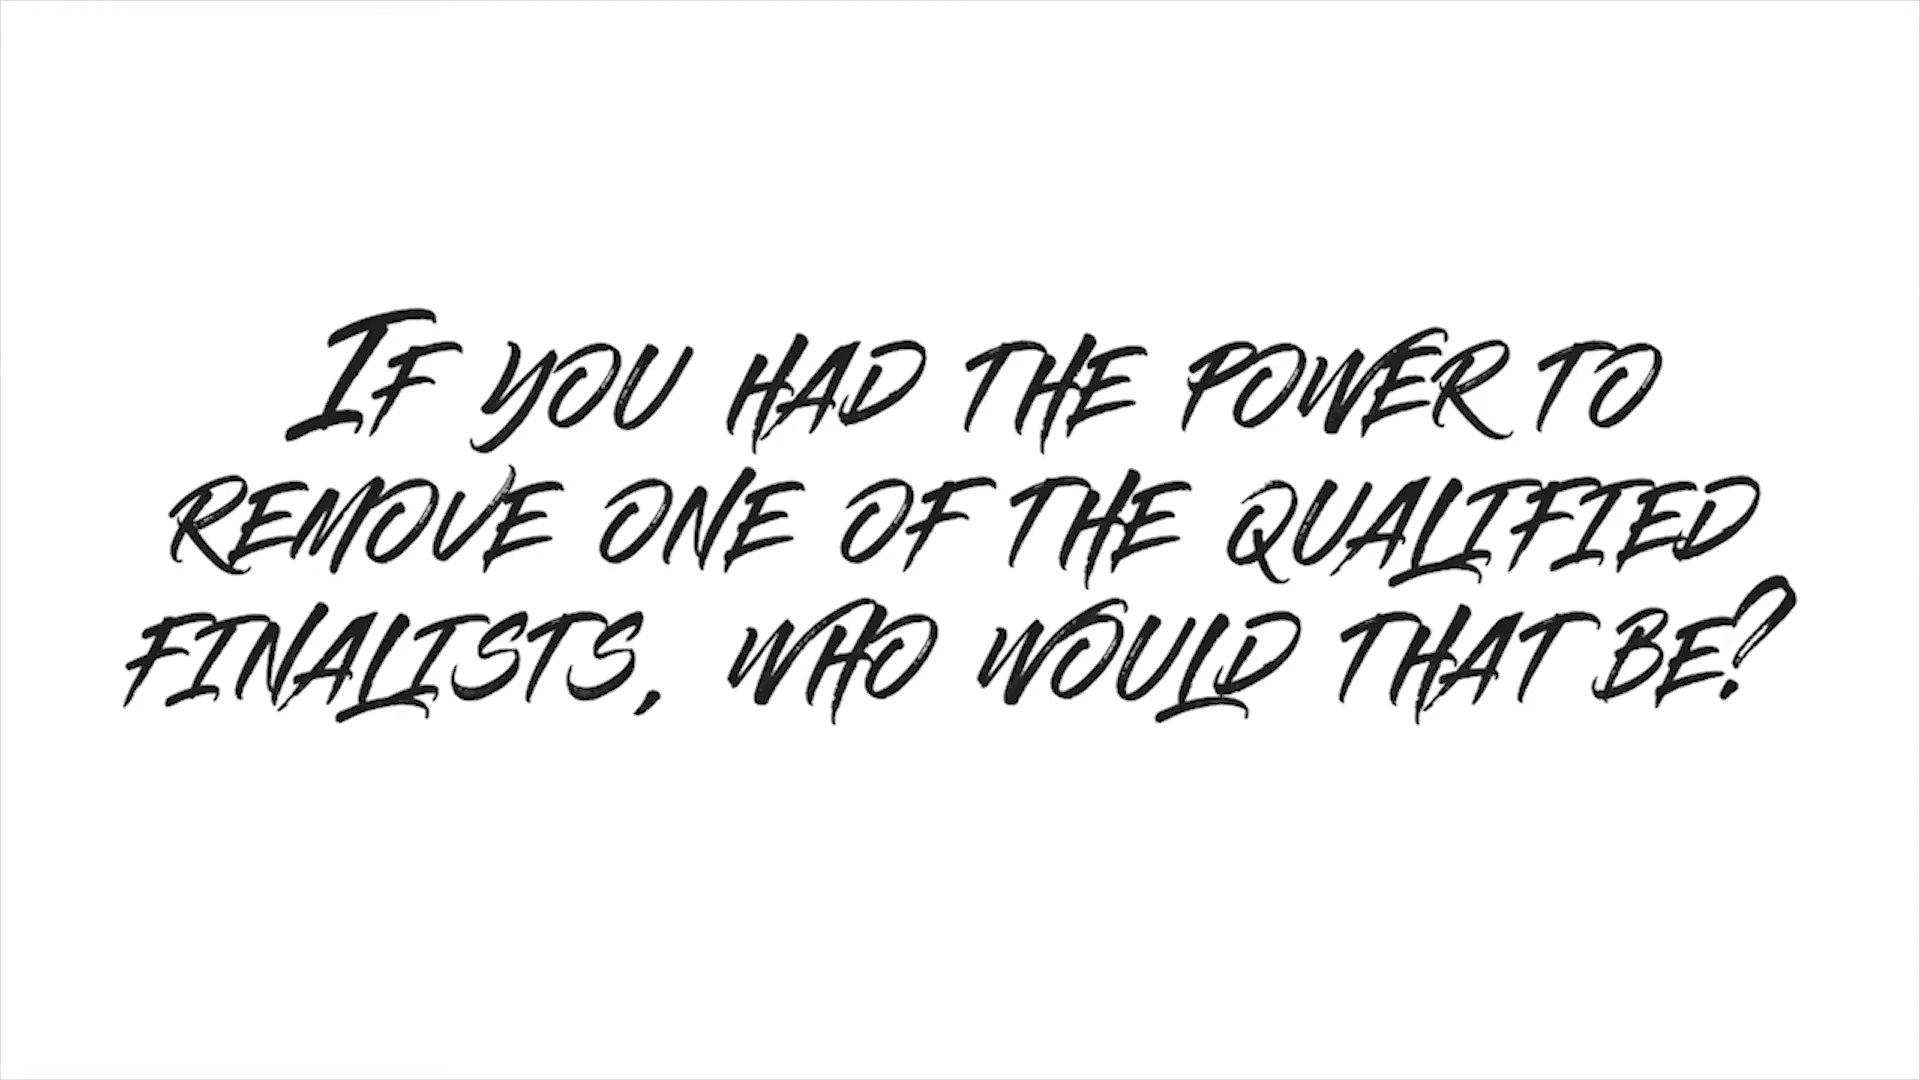 If you had the power to
remove one of the qualified
finalists, who would that be?